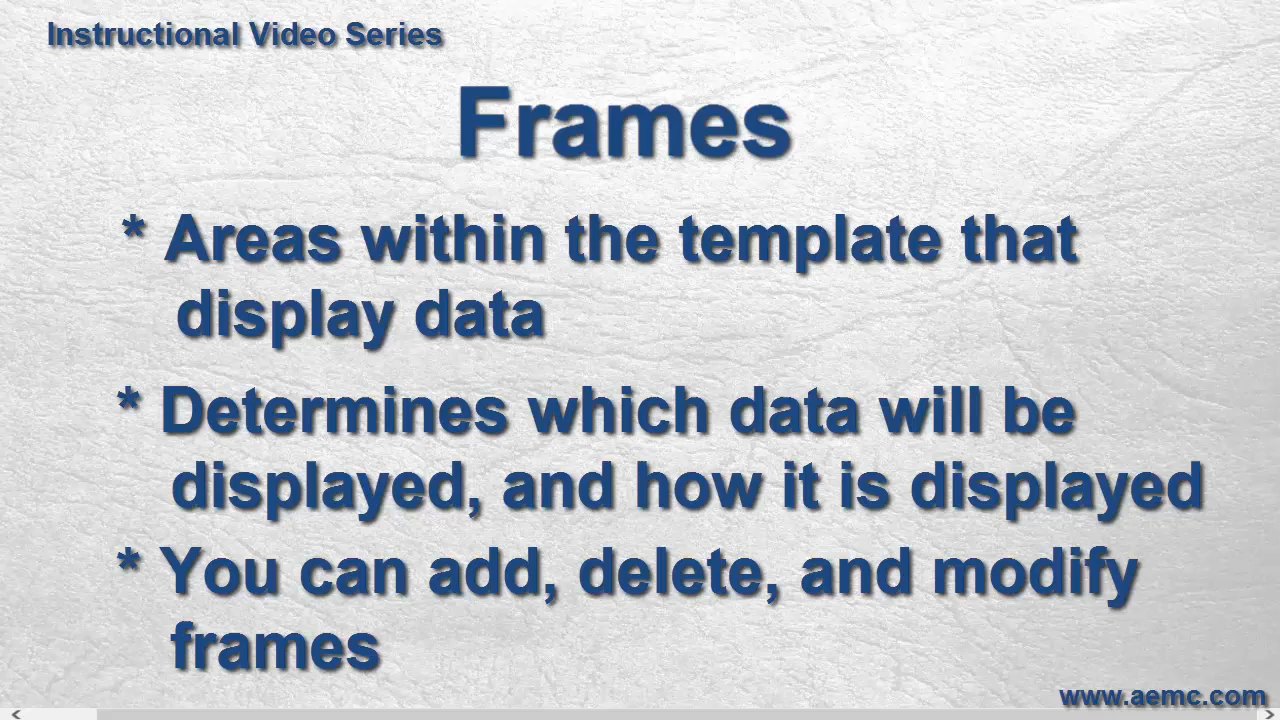 Instructional Video Series
Frames
* Areas within the template that
display data
* Determines which data will be
displayed, and how it is displayed
* You can add, delete, and modify
frames
www.aemc.com